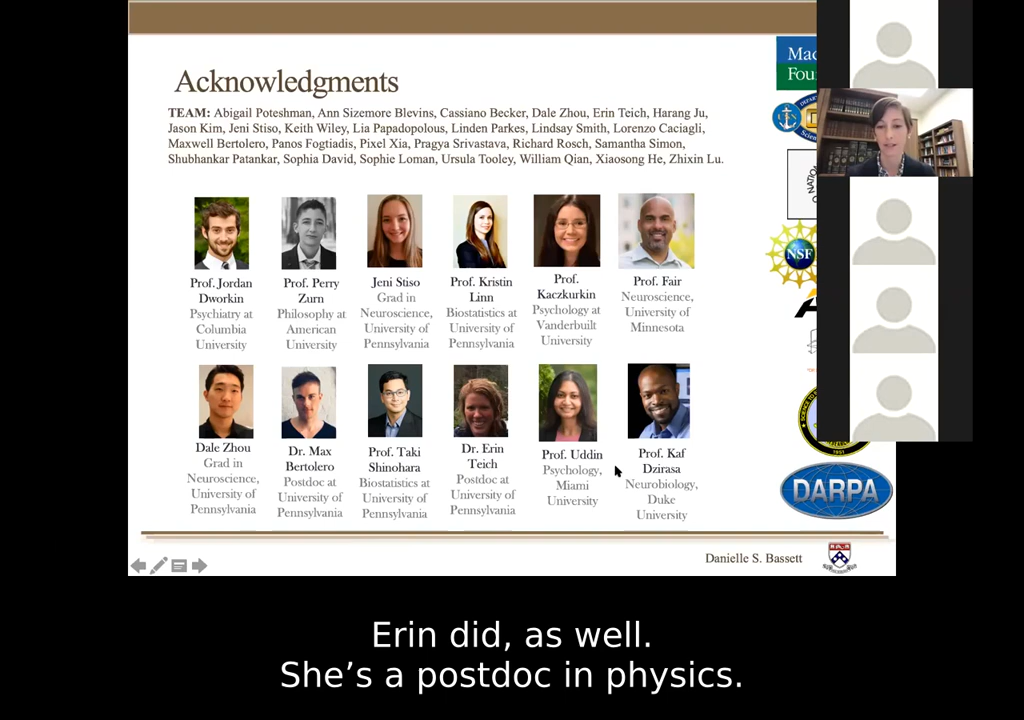 Acknowledgments
TEAM: Abigail Poteshman, Ann Sizemore Blevins, Cassiano Becker, Dale Zhou, Erin Teich, Harang Ju,
Jason Kim, Jeni Stiso, Keith Wiley, Lia Papadopolous, Linden Parkes, Lindsay Smith, Lorenzo Caciagli,
Maxwell Bertolero, Panos Fogtiadis, Pixel Xia, Pragya Srivastava, Richard Rosch, Samantha Simon,
Shubhankar Patankar, Sophia David, Sophie Loman, Ursula Tooley, William Qian, Xiaosong He, Zhixin Lu.
Prof. Jordan
Dworkin
Psychiatry at
Columbia
University
Prof. Perry
Zurn
Philosophy at
American
University
Jeni Stiso
Grad in
Neuroscience,
University of
Pennsylvania
Prof. Kristin
Linn
Biostatistics at
University of
Pennsylvania
Prof.
Kaczkurkin
Psychology at
Vanderbuilt
University
Prof. Fair
Neuroscience,
University of
Minnesota
Dale Zhou
Grad in
Neuroscience,
University of
Pennsylvania
Dr. Max
Bertolero
Postdoc at
University of
Pennsylvania
Prof. Taki
Shinohara
Biostatistics at
University of
Pennsylvania
Dr. Erin
Teich
Postdoc at
University of
Pennsylvania
Prof. Uddin
Psychology,
Miami
University
Prof. Kaf
Dzirasa
Neurobiology,
Duke
University
Mac
Fou
NSF
DARPA
Danielle S. Bassett
Erin did, as well.
She’s a postdoc in physics.